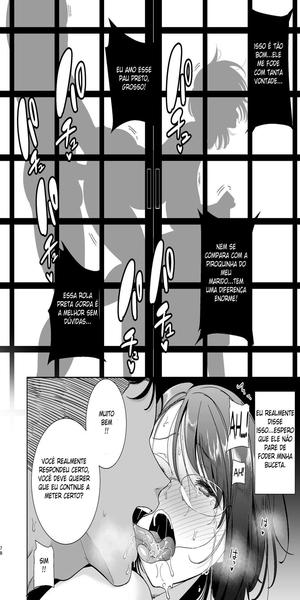 ISSO É TÃO
BOM...ELE
ME FODE
COM TANTA
VONTADE...
EU AMO ESSE
PAU PRETO,
GROSSO!
NEM SE
COMPARA COM A
PIROQUINHA DO
MEU
MARIDO...TEM
UMA DIFERENÇA
ENORME!
ESSA ROLA
PRETA GORDA É
A MELHOR SEM
DÚVIDAS...
EU REALMENTE
DISSE
ISSO...ESPERO
QUE ELE NÃO
PARE DE
FODER MINHA
BUCETA.
AH!
AH!
MUITO
BEM !!
VOCÊ REALMENTE
RESPONDEU CERTO,
VOCÊ DEVE QUERER
QUE EU CONTINUE A
METER CERTO?
SIM !!